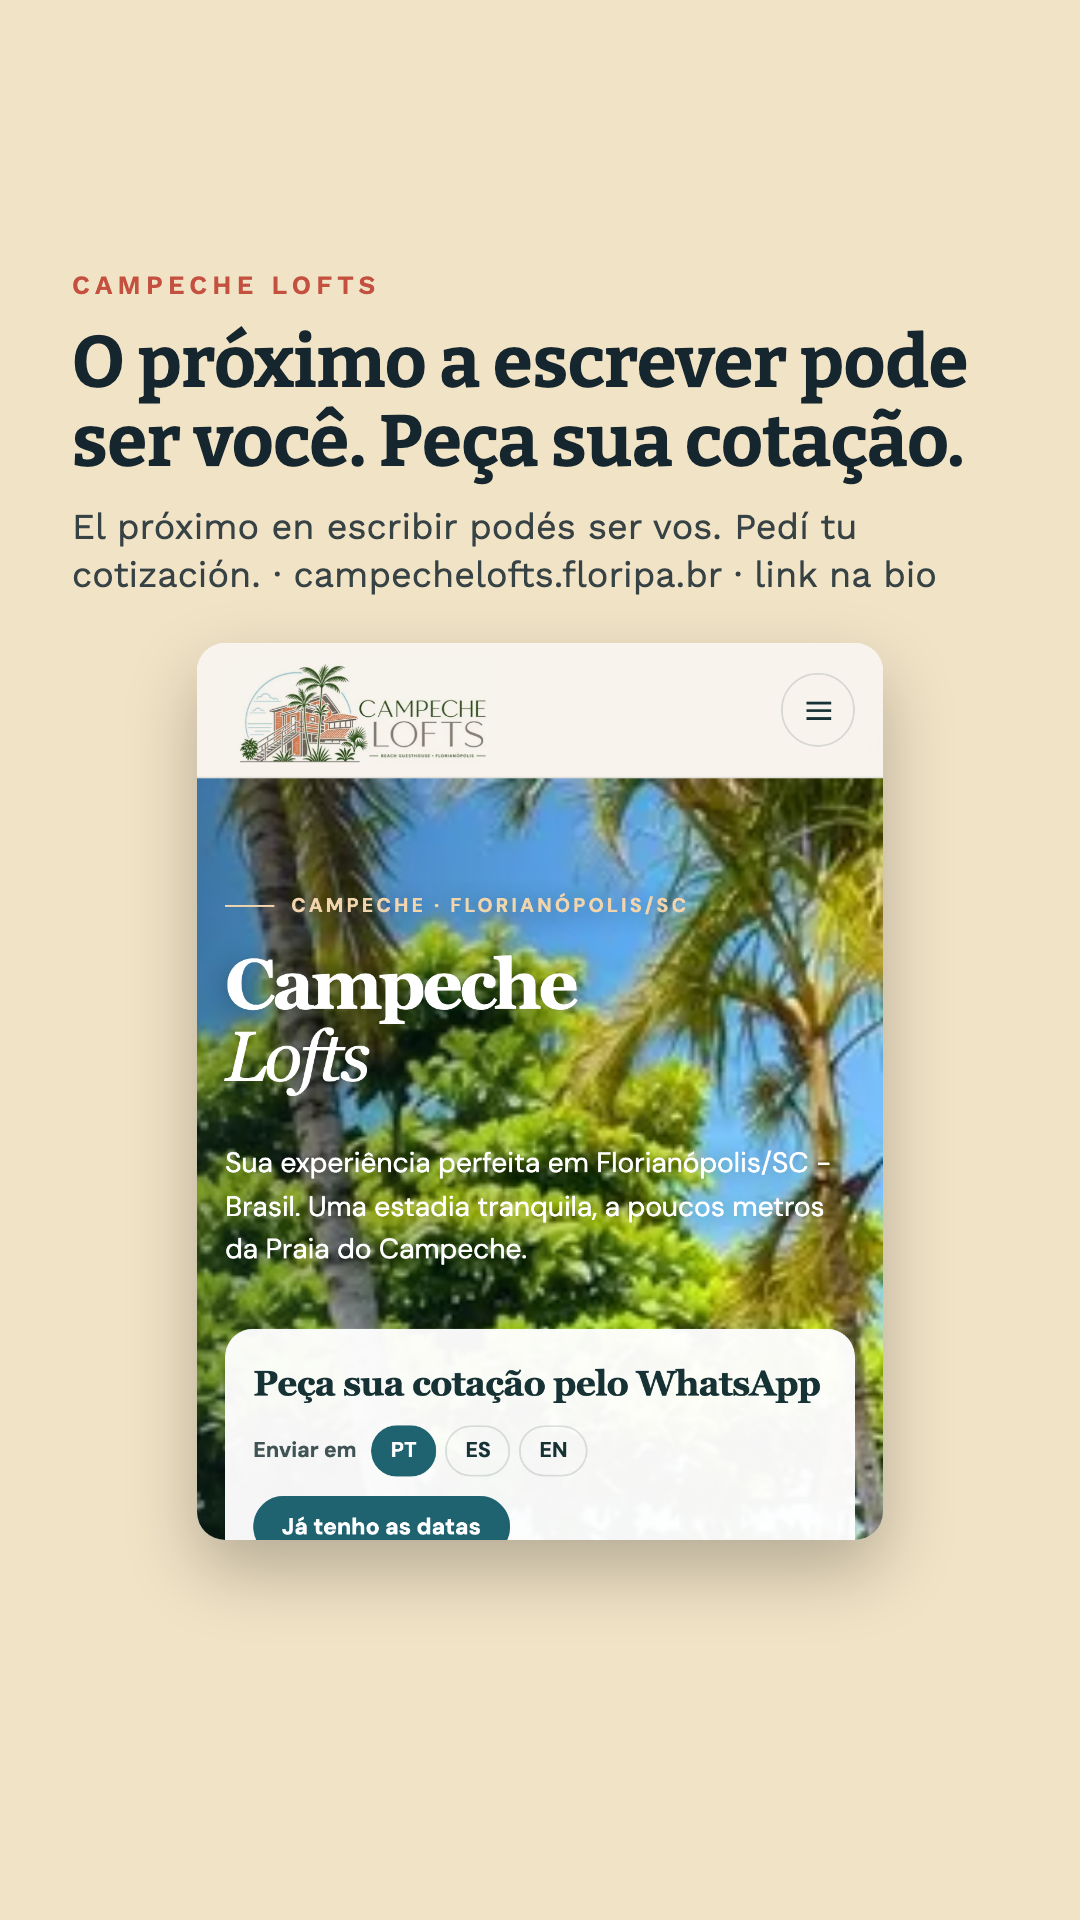 CAMPECHE LOFTS
O próximo a escrever pode
ser você. Peça sua cotação.
El próximo en escribir podés ser vos. Pedí tu
cotización. · campechelofts.floripa.br · link na bio
CAMPECHE
LOFTS
BEACH GUESTHOUSE • FLORIANÓPOLIS
CAMPECHE · FLORIANÓPOLIS/SC
Campeche
Lofts
Sua experiência perfeita em Florianópolis/SC –
Brasil. Uma estadia tranquila, a poucos metros
da Praia do Campeche.
Peça sua cotação pelo WhatsApp
Enviar em PT ES EN
Já tenho as datas